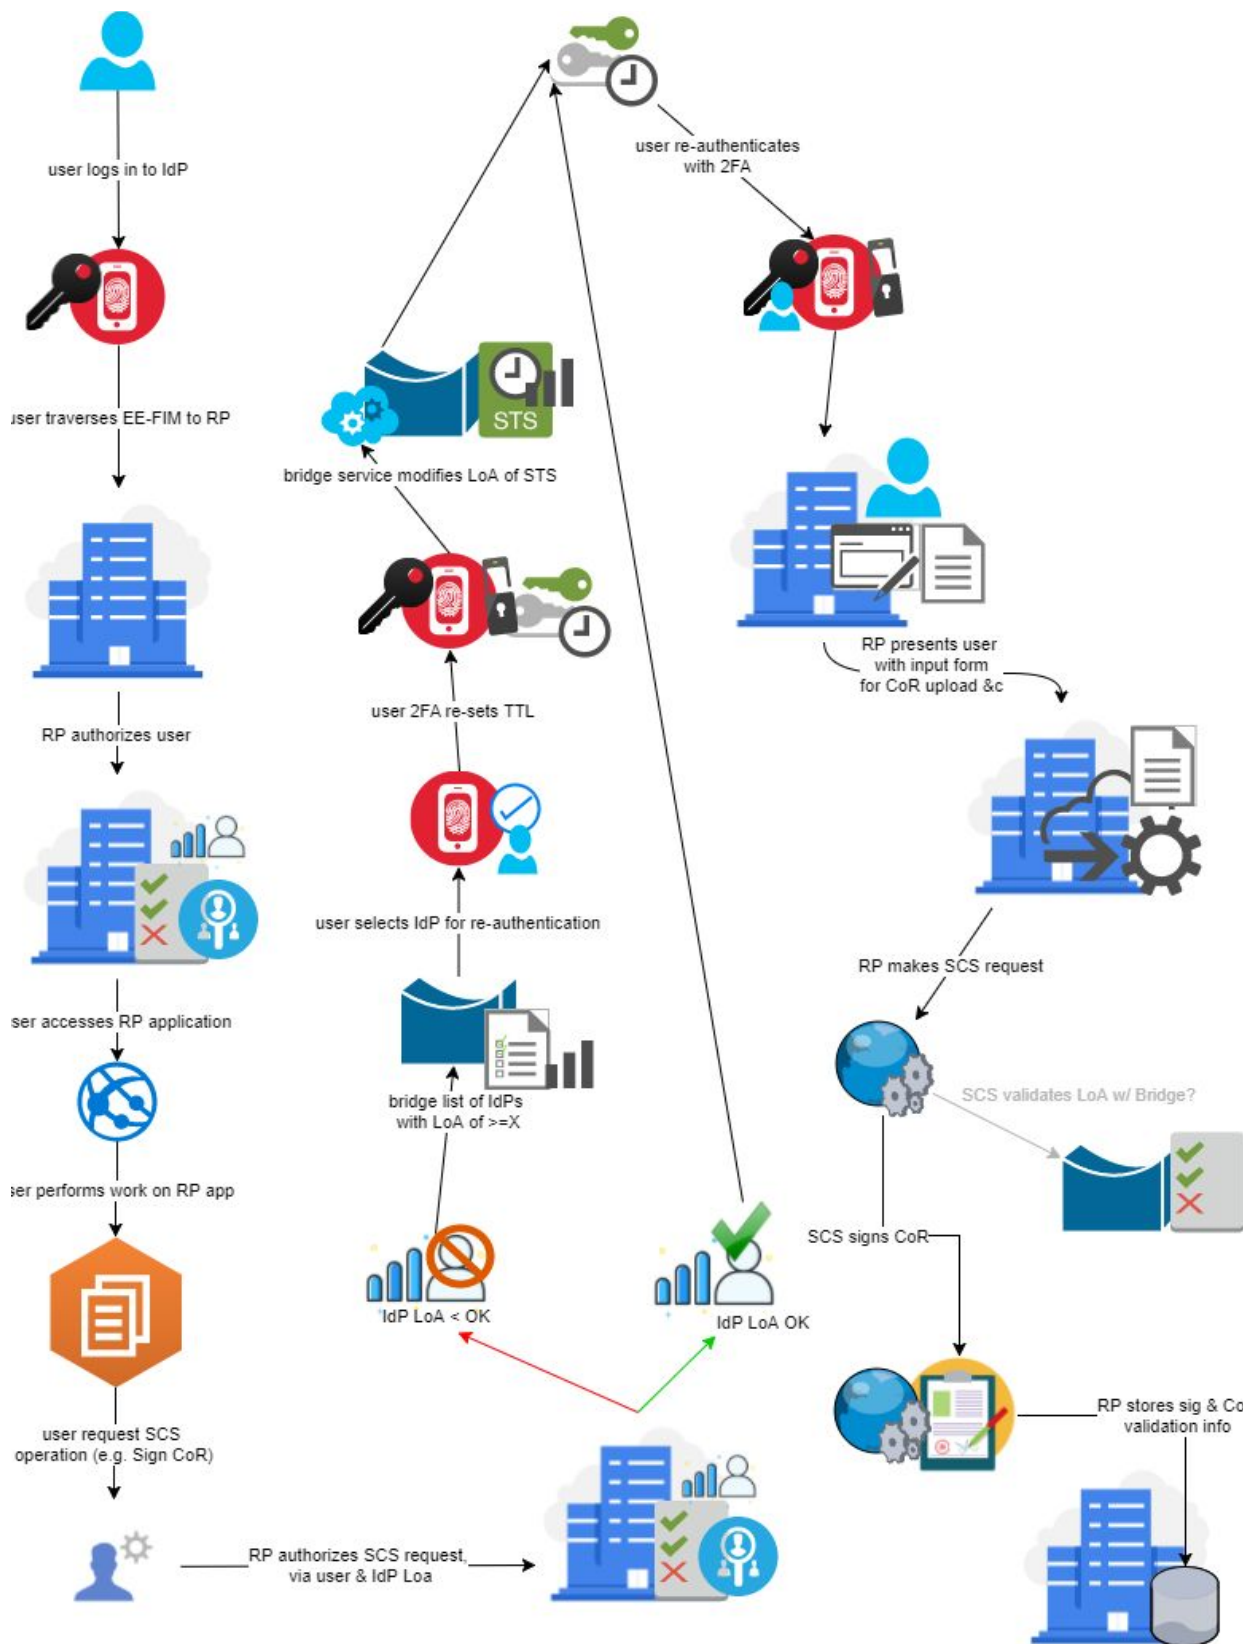 user logs in to IdP
user traverses EE-FIM to RP
RP authorizes user
ser accesses RP application
ser performs work on RP app
user request SCS
operation (e.g. Sign CoR)
RP authorizes SCS request,
via user & IdP Loa
IdP LoA < OK
IdP LoA OK
bridge list of IdPs
with LoA of >=X
user selects IdP for re-authentication
user 2FA re-sets TTL
bridge service modifies LoA of STS
STS
user re-authenticates
with 2FA
RP presents user
with input form
for CoR upload &c
RP makes SCS request
SCS validates LoA w/ Bridge?
SCS signs CoR
RP stores sig & Co
validation info